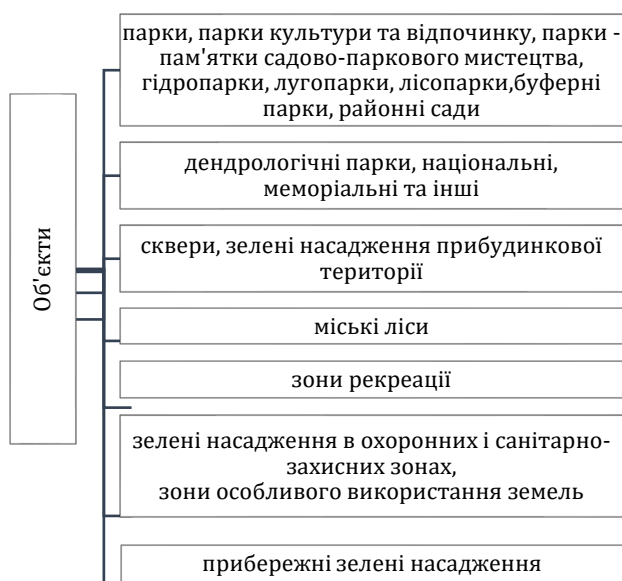 парки, парки культури та відпочинку, парки -
пам'ятки садово-паркового мистецтва,
гідропарки, лугопарки, лісопарки,буферні
парки, районні сади
Об'єкти
дендрологічні парки, національні,
меморіальні та інші
сквери, зелені насадження прибудинкової
території
міські ліси
зони рекреації
зелені насадження в охоронних і санітарно-
захисних зонах,
зони особливого використання земель
прибережні зелені насадження